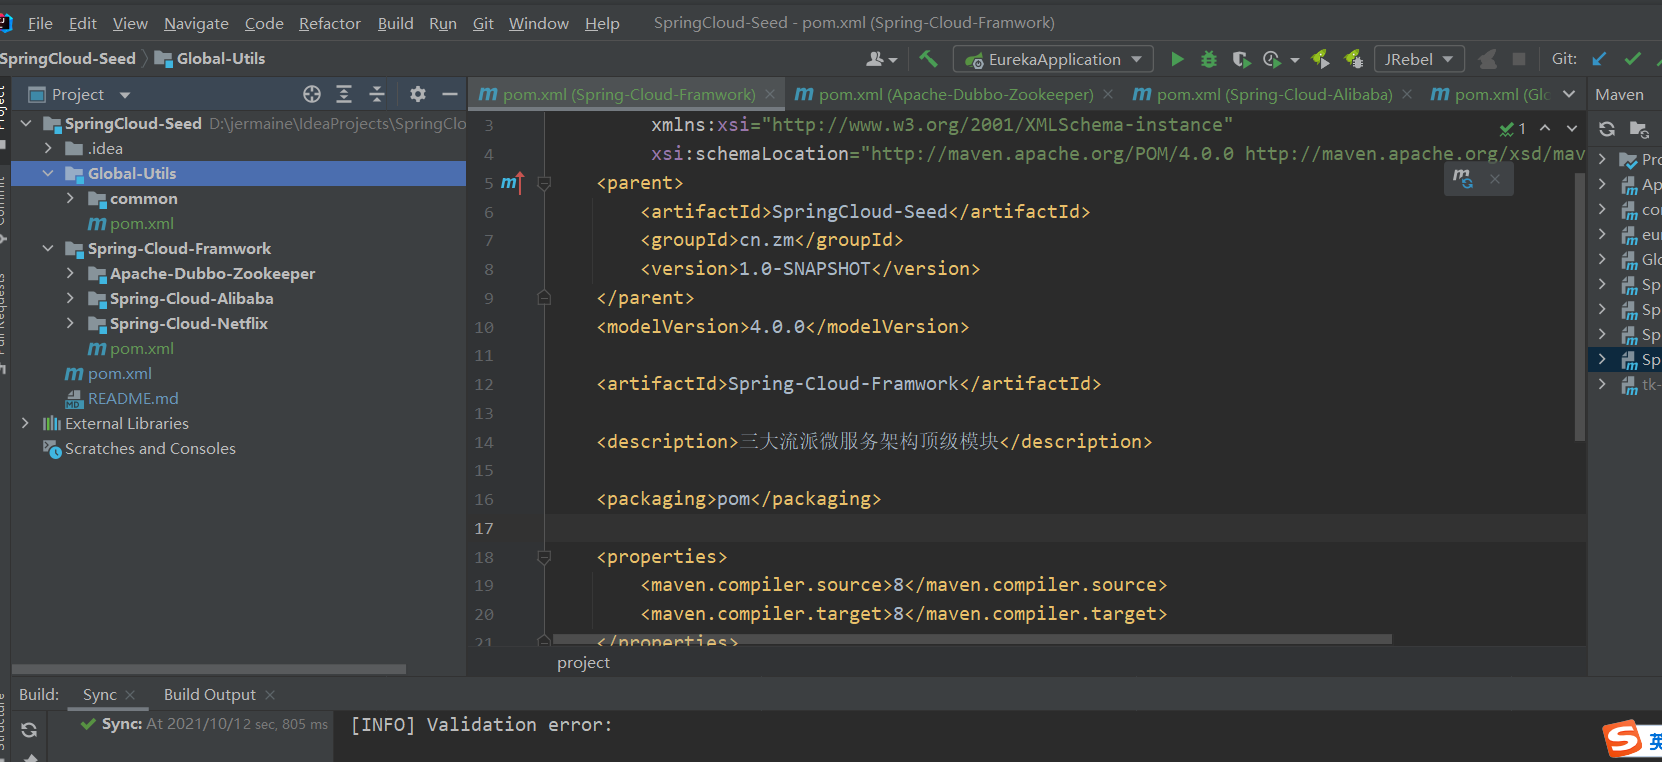 File Edit View Navigate Code Refactor Build Run Git Window Help SpringCloud-Seed - pom.xml (Spring-Cloud-Framwork)
SpringCloud-Seed Global-Utils EurekaApplication JRebel Git:
Project
pom.xml (Spring-Cloud-Framwork) pom.xml (Apache-Dubbo-Zookeeper) pom.xml (Spring-Cloud-Alibaba) pom.xml (Gl
Maven
SpringCloud-Seed D:\jermaine\IdeaProjects\SpringClo
.idea
Global-Utils
common
pom.xml
Spring-Cloud-Framwork
Apache-Dubbo-Zookeeper
Spring-Cloud-Alibaba
Spring-Cloud-Netflix
pom.xml
pom.xml
README.md
External Libraries
Scratches and Consoles
3 xmlns:xsi="http://www.w3.org/2001/XMLSchema-instance"
1
4 xsi:schemaLocation="http://maven.apache.org/POM/4.0.0 http://maven.apache.org/xsd/mav
5 <parent>
6 <artifactId>SpringCloud-Seed</artifactId>
7 <groupId>cn.zm</groupId>
8 <version>1.0-SNAPSHOT</version>
9 </parent>
10 <modelVersion>4.0.0</modelVersion>
11
12 <artifactId>Spring-Cloud-Framwork</artifactId>
13
14 <description>三大流派微服务架构顶级模块</description>
15
16 <packaging>pom</packaging>
17
18 <properties>
19 <maven.compiler.source>8</maven.compiler.source>
20 <maven.compiler.target>8</maven.compiler.target>
21 </properties>
project
Pro
Ap
co
eu
Glo
Sp
Sp
Sp
Sp
tk-
Build: Sync Build Output
Sync: At 2021/10/12 sec, 805 ms
[INFO] Validation error:
Project
Commit
Pull Requests
Structure
英